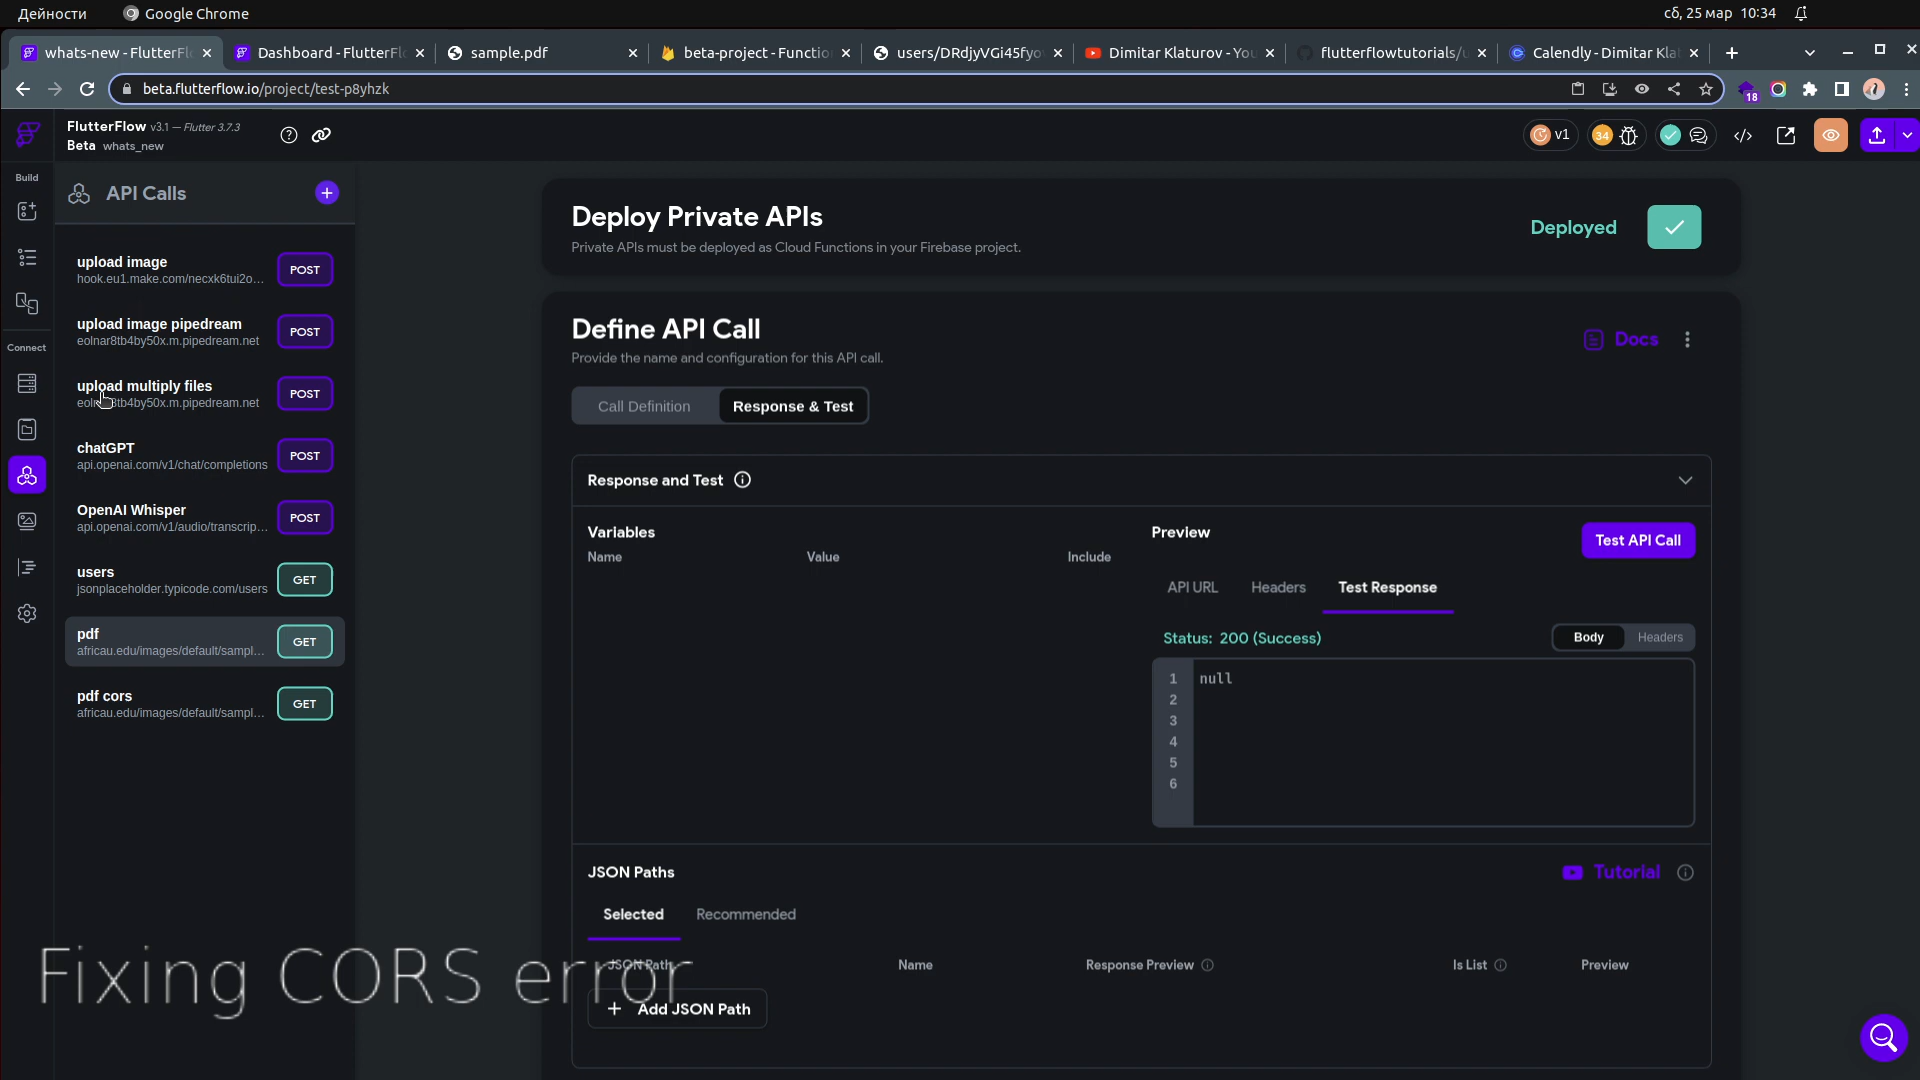 Дейности
Google Chrome
сб, 25 мар 10:34
whats-new - FlutterFl
Dashboard - FlutterFl
sample.pdf
beta-project - Functio
users/DRdjyVGi45fyo
Dimitar Klaturov - You
flutterflowtutorials/u
Calendly - Dimitar Kla
beta.flutterflow.io/project/test-p8yhzk
18
FlutterFlow v3.1 — Flutter 3.7.3
Beta whats_new
v1
34
Build
Connect
API Calls
upload image
hook.eu1.make.com/necxk6tui2o...
POST
upload image pipedream
eolnar8tb4by50x.m.pipedream.net
POST
upload multiply files
POST
chatGPT
api.openai.com/v1/chat/completions
POST
OpenAI Whisper
api.openai.com/v1/audio/transcrip...
POST
users
jsonplaceholder.typicode.com/users
GET
pdf
africau.edu/images/default/sampl...
GET
pdf cors
africau.edu/images/default/sampl...
GET
Deploy Private APIs
Private APIs must be deployed as Cloud Functions in your Firebase project.
Deployed
Define API Call
Provide the name and configuration for this API call.
Docs
Call Definition
Response & Test
Response and Test
Variables
Name
Value
Include
Preview
Test API Call
API URL
Headers
Test Response
Status: 200 (Success)
Body
Headers
1 null
2
3
4
5
6
JSON Paths
Tutorial
Selected
Recommended
JSON Path
Name
Response Preview
Is List
Preview
+ Add JSON Path
Fixing CORS error